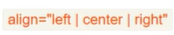 align="left | center | right"